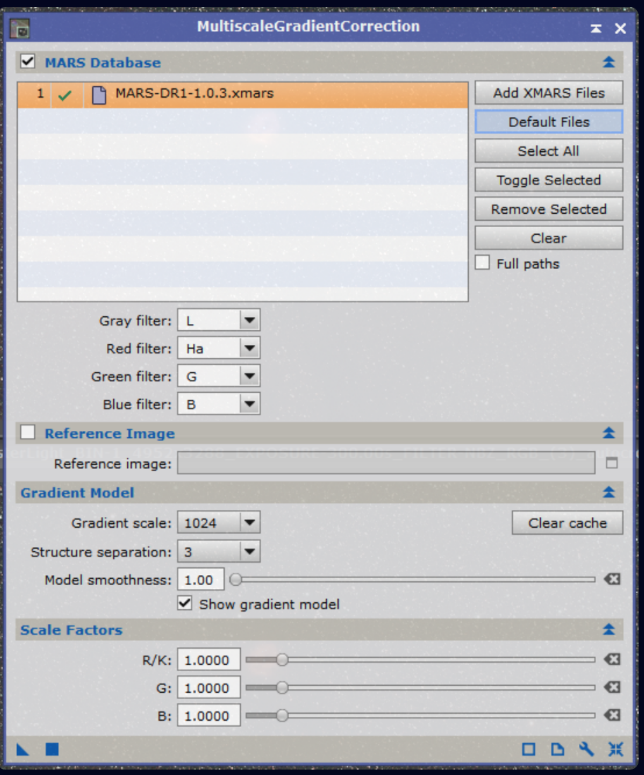 MultiscaleGradientCorrection
MARS Database
1 MARS-DR1-1.0.3.xmars
Add XMARS Files
Default Files
Select All
Toggle Selected
Remove Selected
Clear
Full paths
Gray filter: L
Red filter: Ha
Green filter: G
Blue filter: B
Reference Image
Reference image:
Gradient Model
Gradient scale: 1024
Clear cache
Structure separation: 3
Model smoothness: 1.00
Show gradient model
Scale Factors
R/K: 1.0000
G: 1.0000
B: 1.0000